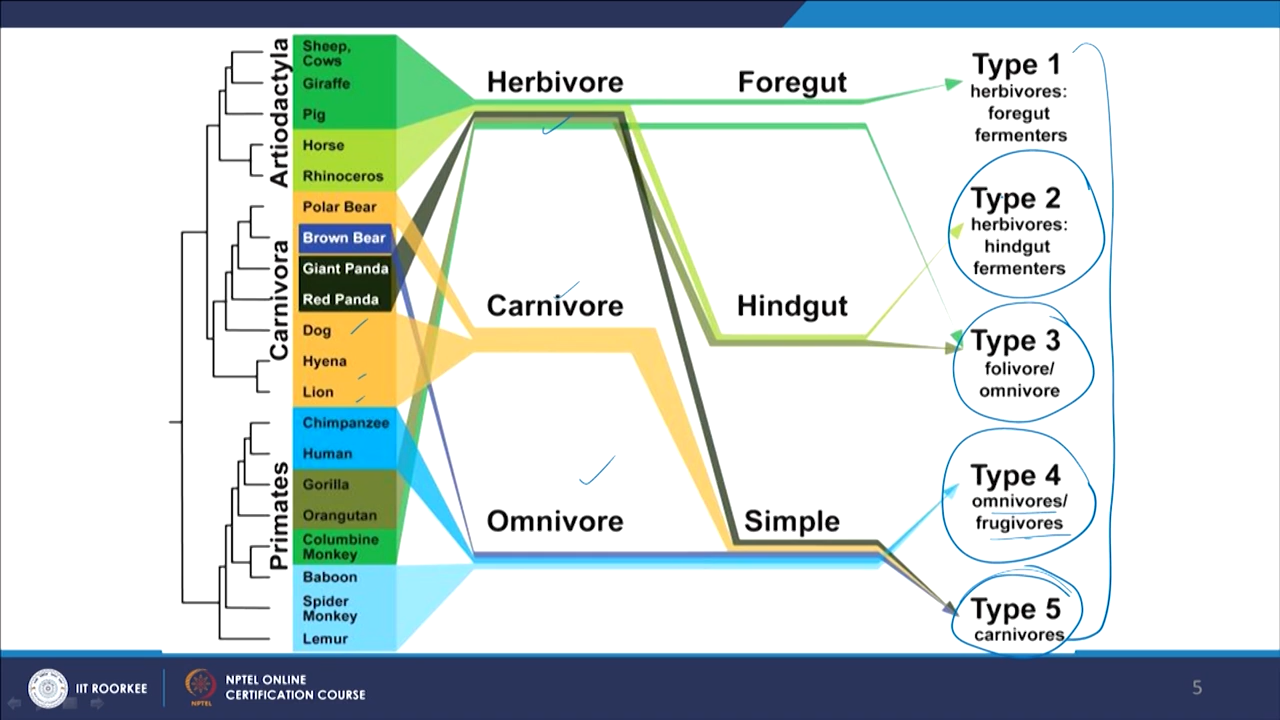 Artiodactyla
Sheep,
Cows
Giraffe
Pig
Horse
Rhinoceros
Carnivora
Polar Bear
Brown Bear
Giant Panda
Red Panda
Dog
Hyena
Lion
Primates
Chimpanzee
Human
Gorilla
Orangutan
Columbine
Monkey
Baboon
Spider
Monkey
Lemur
Herbivore
Carnivore
Omnivore
Foregut
Hindgut
Simple
Type 1
herbivores:
foregut
fermenters
Type 2
herbivores:
hindgut
fermenters
Type 3
folivore/
omnivore
Type 4
omnivores/
frugivores
Type 5
carnivores
IIT ROORKEE
NPTEL
NPTEL ONLINE
CERTIFICATION COURSE
5